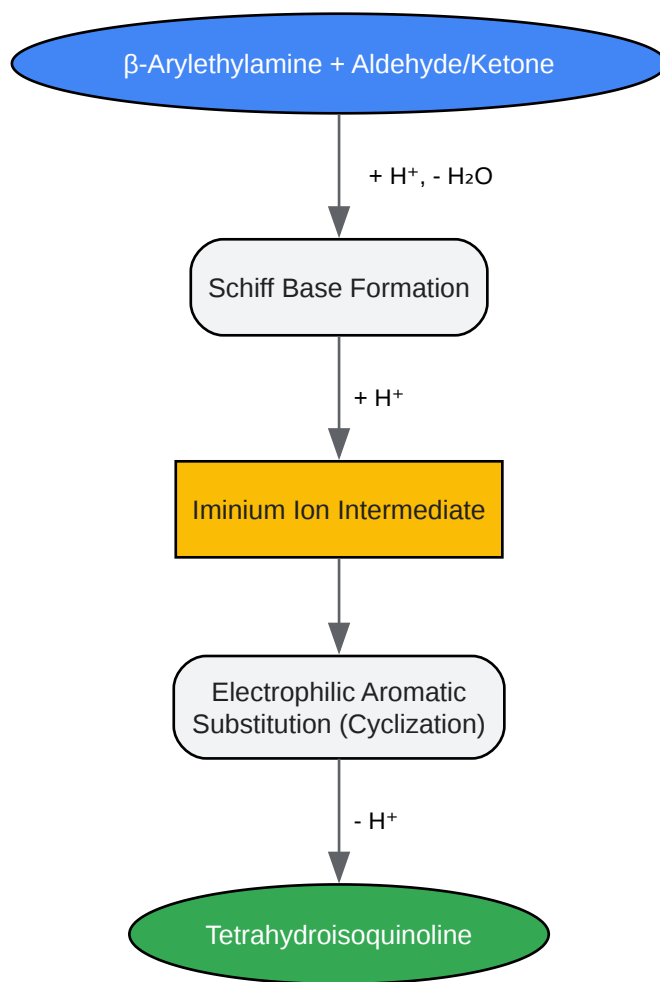 β-Arylethylamine + Aldehyde/Ketone
+ H⁺, - H₂O
Schiff Base Formation
+ H⁺
Iminium Ion Intermediate
Electrophilic Aromatic
Substitution (Cyclization)
- H⁺
Tetrahydroisoquinoline